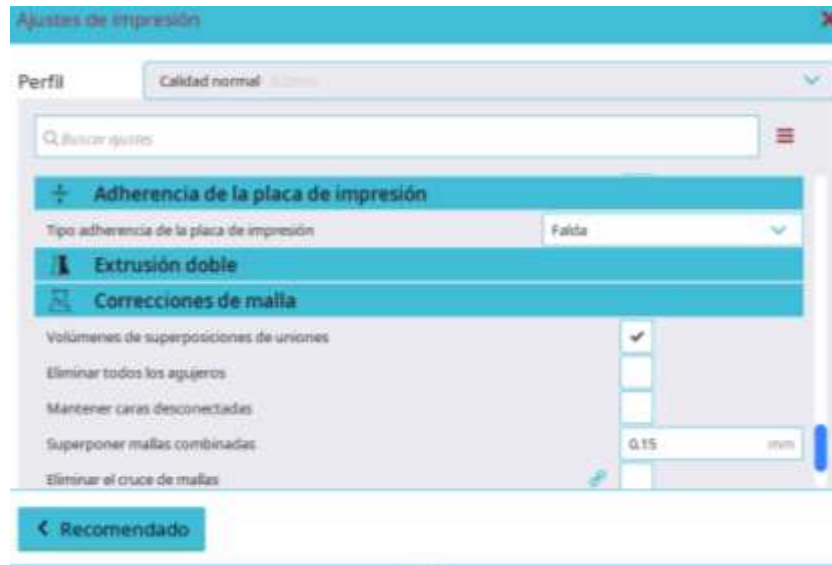 Ajustes de impresión
Perfil
Calidad normal
Buscar ajustes
Adherencia de la placa de impresión
Tipo adherencia de la placa de impresión Falda
Extrusión doble
Correcciones de malla
Volúmenes de superposiciones de uniones
Eliminar todos los agujeros
Mantener caras desconectadas
Superponer mallas combinadas 0.15 mm
Eliminar el cruce de mallas
Recomendado